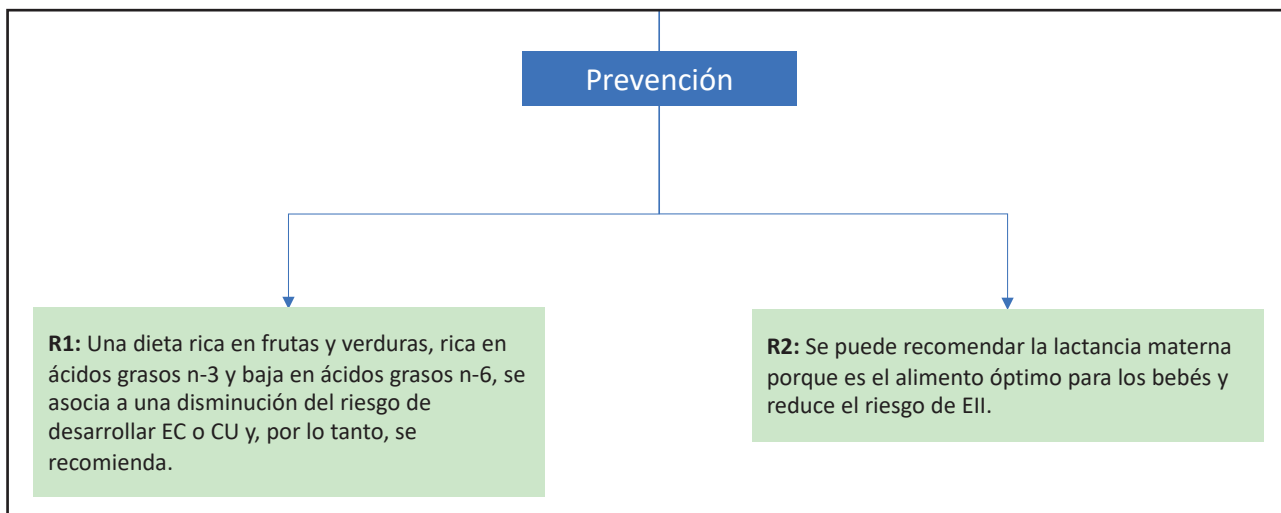 Prevención
R1: Una dieta rica en frutas y verduras, rica en
ácidos grasos n-3 y baja en ácidos grasos n-6, se
asocia a una disminución del riesgo de
desarrollar EC o CU y, por lo tanto, se
recomienda.
R2: Se puede recomendar la lactancia materna
porque es el alimento óptimo para los bebés y
reduce el riesgo de EII.